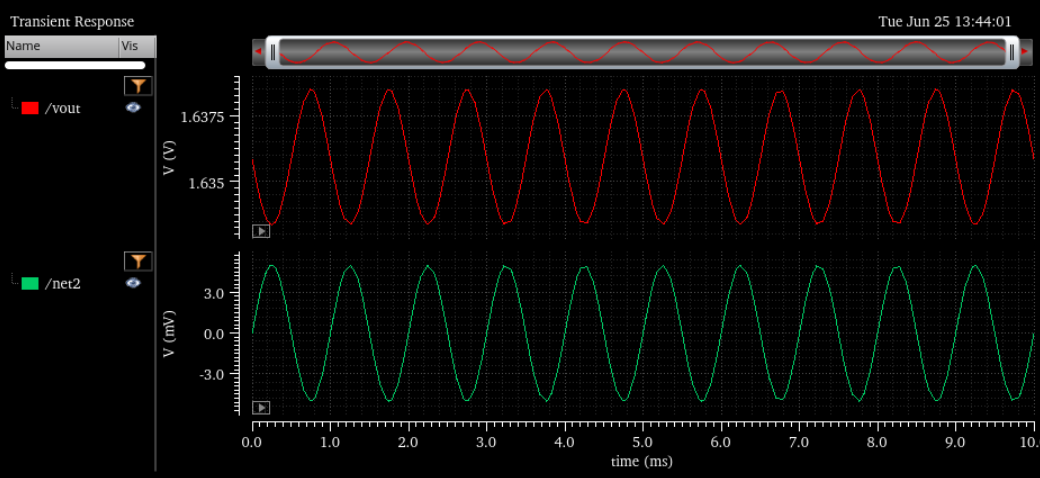 Transient Response
Tue Jun 25 13:44:01
Name Vis
/vout
V (V)
1.6375
1.635
/net2
V (mV)
3.0
0.0
-3.0
0.0 1.0 2.0 3.0 4.0 5.0 6.0 7.0 8.0 9.0 10.
time (ms)